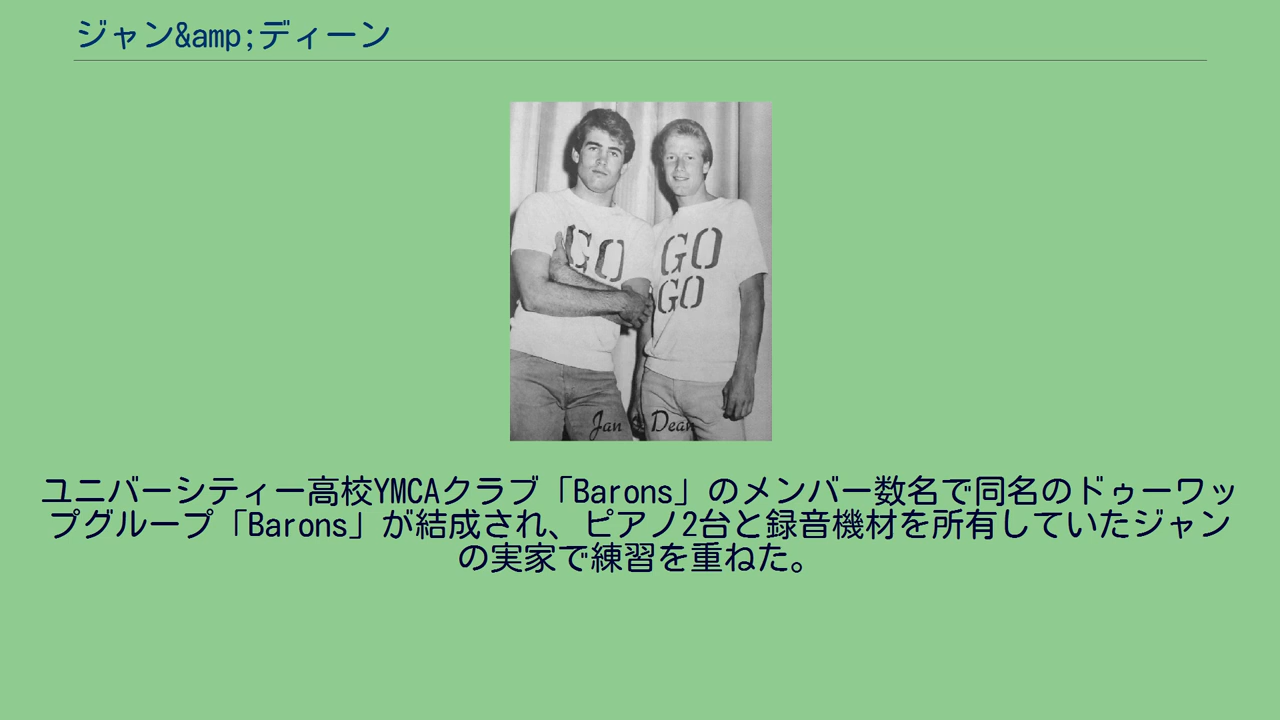 ジャン&amp;ディーン
GO GO
GO
Jan & Dean
ユニバーシティー高校YMCAクラブ「Barons」のメンバー数名で同名のドゥーワッ
プグループ「Barons」が結成され、ピアノ2台と録音機材を所有していたジャン
の実家で練習を重ねた。